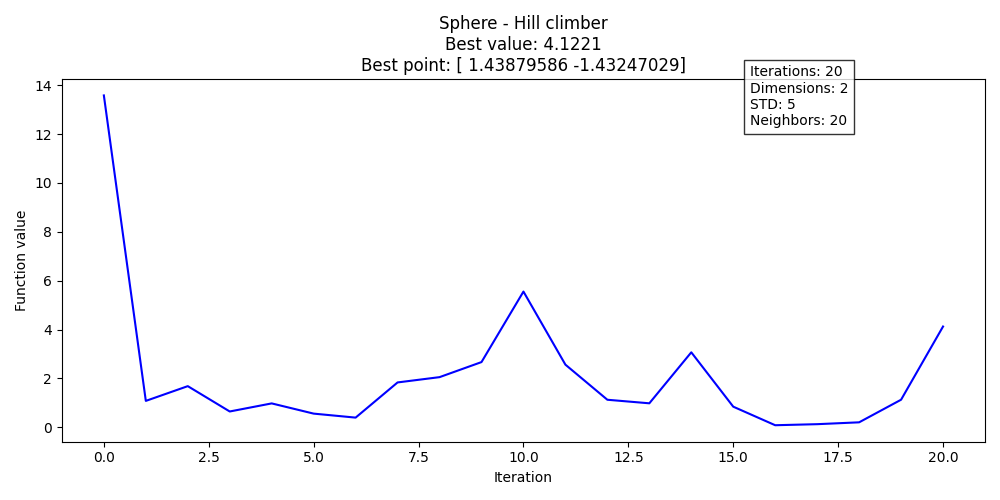 Sphere - Hill climber
Best value: 4.1221
Best point: [ 1.43879586 -1.43247029]
Iterations: 20
Dimensions: 2
STD: 5
Neighbors: 20
14
12
10
8
6
4
2
0
Function value
0.0 2.5 5.0 7.5 10.0 12.5 15.0 17.5 20.0
Iteration